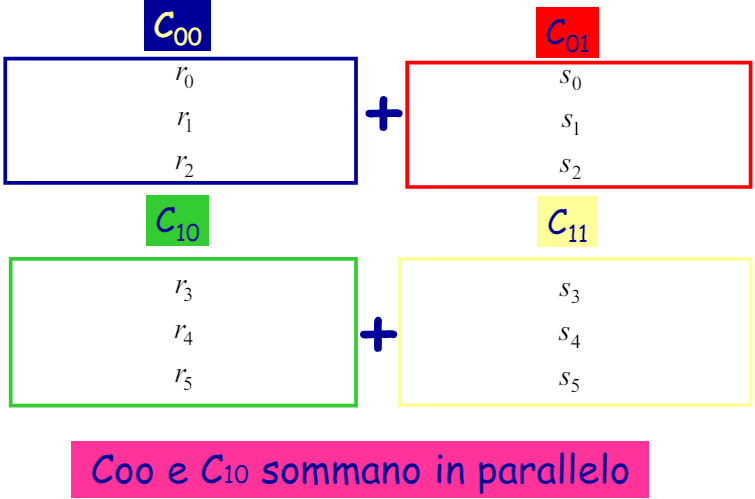 C₀₀ C₀₁
r₀ + s₀
r₁ s₁
r₂ s₂
C₁₀ C₁₁
r₃ s₃
r₄ + s₄
r₅ s₅
Coo e C₁₀ sommano in parallelo